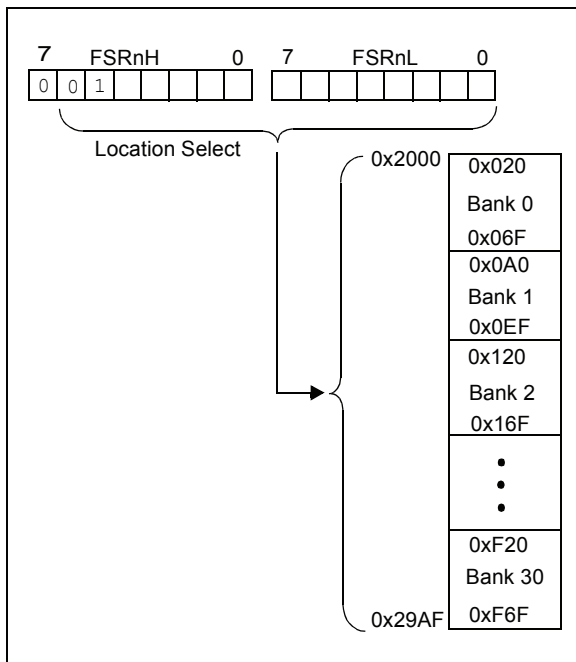 7 FSRnH 0 7 FSRnL 0
0 0 1
Location Select
0x2000
0x020
Bank 0
0x06F
0x0A0
Bank 1
0x0EF
0x120
Bank 2
0x16F
0xF20
Bank 30
0x29AF
0xF6F